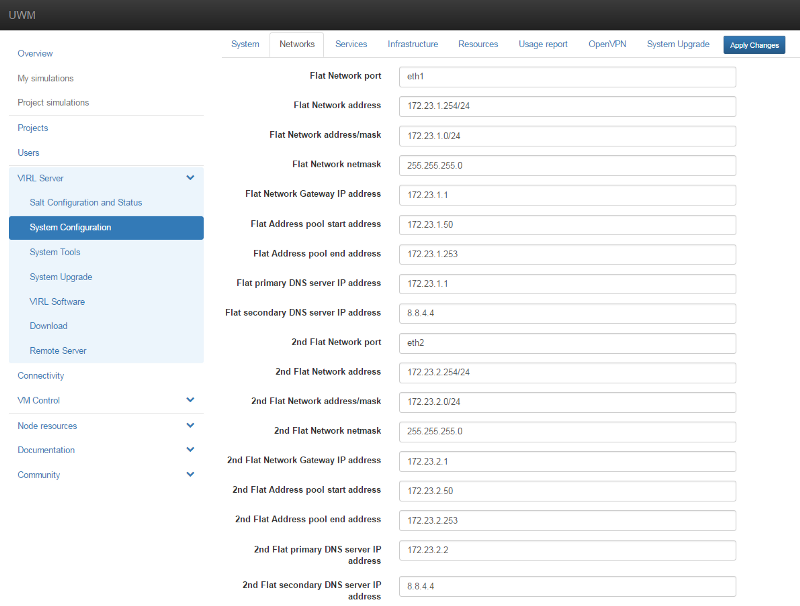 UWM
Overview
My simulations
Project simulations
Projects
Users
VIRL Server
Salt Configuration and Status
System Configuration
System Tools
System Upgrade
VIRL Software
Download
Remote Server
Connectivity
VM Control
Node resources
Documentation
Community
System Networks Services Infrastructure Resources Usage report OpenVPN System Upgrade Apply Changes
Flat Network port eth1
Flat Network address 172.23.1.254/24
Flat Network address/mask 172.23.1.0/24
Flat Network netmask 255.255.255.0
Flat Network Gateway IP address 172.23.1.1
Flat Address pool start address 172.23.1.50
Flat Address pool end address 172.23.1.253
Flat primary DNS server IP address 172.23.1.1
Flat secondary DNS server IP address 8.8.4.4
2nd Flat Network port eth2
2nd Flat Network address 172.23.2.254/24
2nd Flat Network address/mask 172.23.2.0/24
2nd Flat Network netmask 255.255.255.0
2nd Flat Network Gateway IP address 172.23.2.1
2nd Flat Address pool start address 172.23.2.50
2nd Flat Address pool end address 172.23.2.253
2nd Flat primary DNS server IP 172.23.2.2
address
2nd Flat secondary DNS server IP 8.8.4.4
address